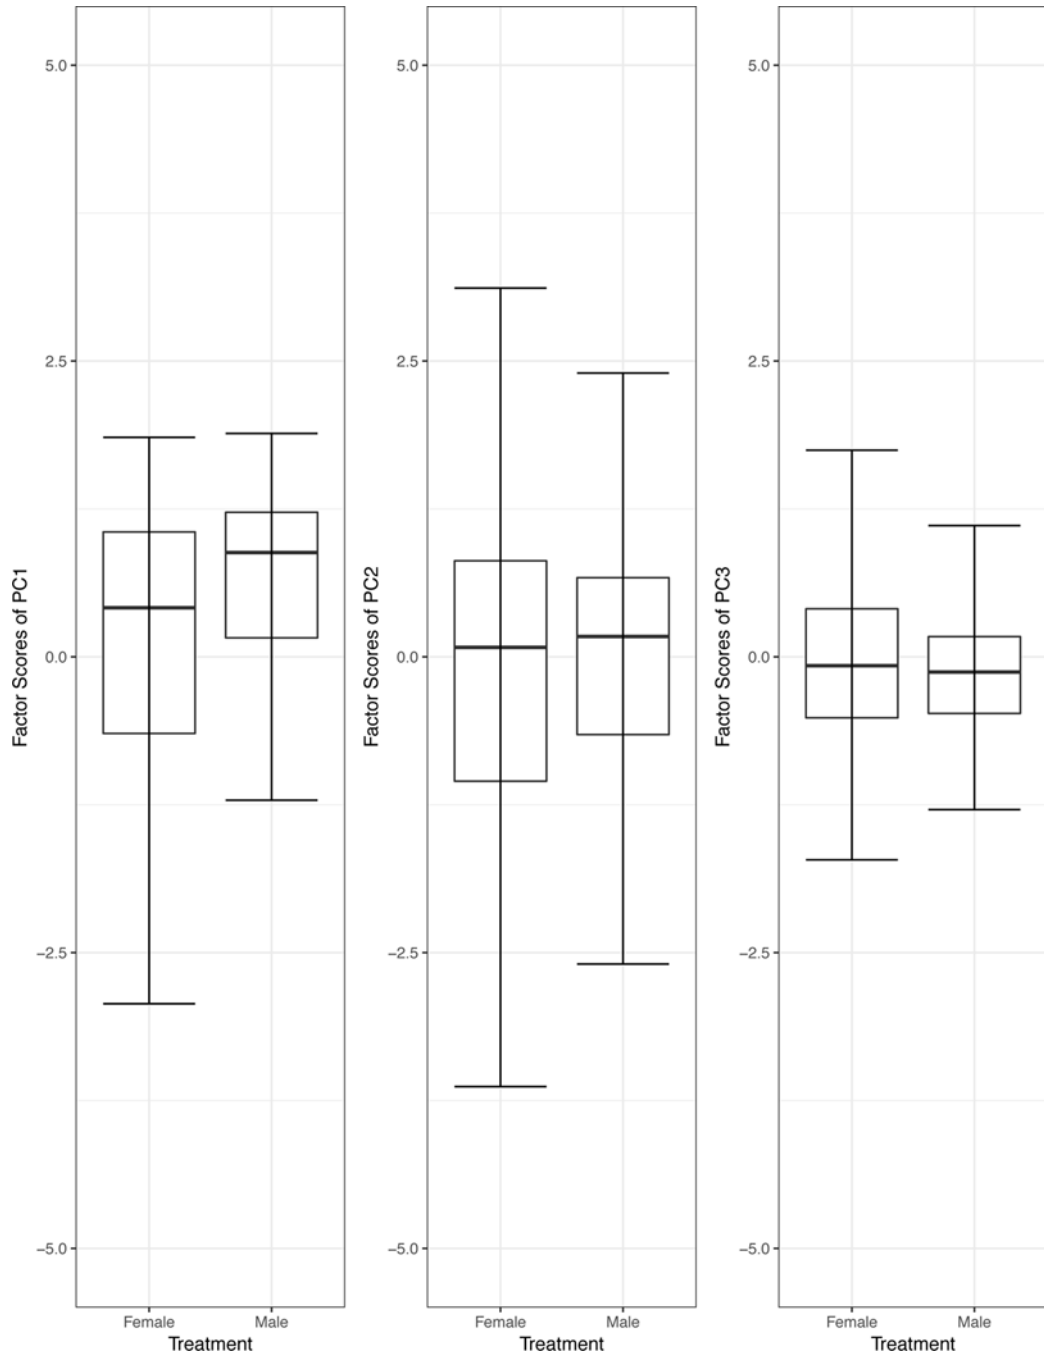 Factor Scores of PC1
5.0
2.5
0.0
−2.5
−5.0
Female Male
Treatment
Factor Scores of PC2
5.0
2.5
0.0
−2.5
−5.0
Female Male
Treatment
Factor Scores of PC3
5.0
2.5
0.0
−2.5
−5.0
Female Male
Treatment